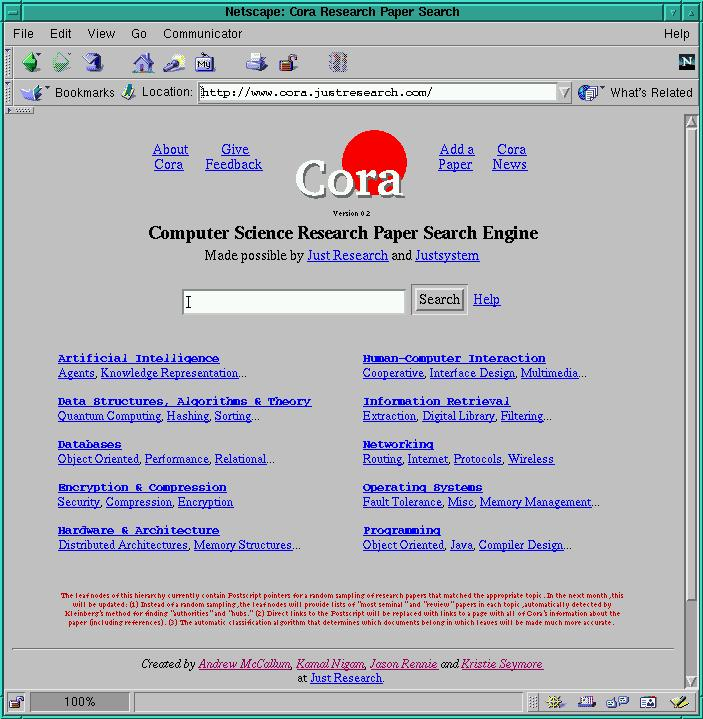 Netscape: Cora Research Paper Search
File Edit View Go Communicator Help
My N
Bookmarks Location: http://www.cora.justresearch.com/ What's Related
About Cora
Give Feedback
Cora
Add a Paper
Cora News
Version 0.2
Computer Science Research Paper Search Engine
Made possible by Just Research and Justsystem
Search Help
Artificial Intelligence
Agents, Knowledge Representation...
Data Structures, Algorithms & Theory
Quantum Computing, Hashing, Sorting...
Databases
Object Oriented, Performance, Relational...
Encryption & Compression
Security, Compression, Encryption
Hardware & Architecture
Distributed Architectures, Memory Structures...
Human-Computer Interaction
Cooperative, Interface Design, Multimedia...
Information Retrieval
Extraction, Digital Library, Filtering...
Networking
Routing, Internet, Protocols, Wireless
Operating Systems
Fault Tolerance, Misc, Memory Management...
Programming
Object Oriented, Java, Compiler Design...
The leaf nodes of this hierarchy currently contain Postscript pointers for a random sampling of research papers that matched the appropriate topic. In the next month, this
will be updated: (1) Instead of a random sampling, the leaf nodes will provide lists of "most seminal" and "review" papers in each topic, automatically detected by
Kleinberg's method for finding "authorities" and "hubs." (2) Direct links to the Postscript will be replaced with links to a page with all of Cora's information about the
paper (including references). (3) The automatic classification algorithm that determines which documents belong in which leaves will be made much more accurate.
Created by Andrew McCallum, Kamal Nigam, Jason Rennie and Kristie Seymore
at Just Research.
100%